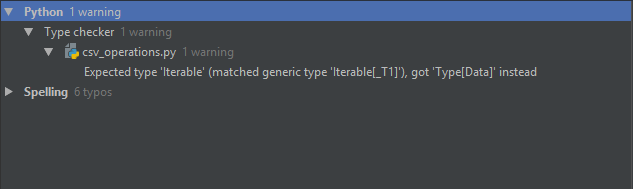 Python 1 warning
Type checker 1 warning
csv_operations.py 1 warning
Expected type 'Iterable' (matched generic type 'Iterable[_T1]'), got 'Type[Data]' instead
Spelling 6 typos